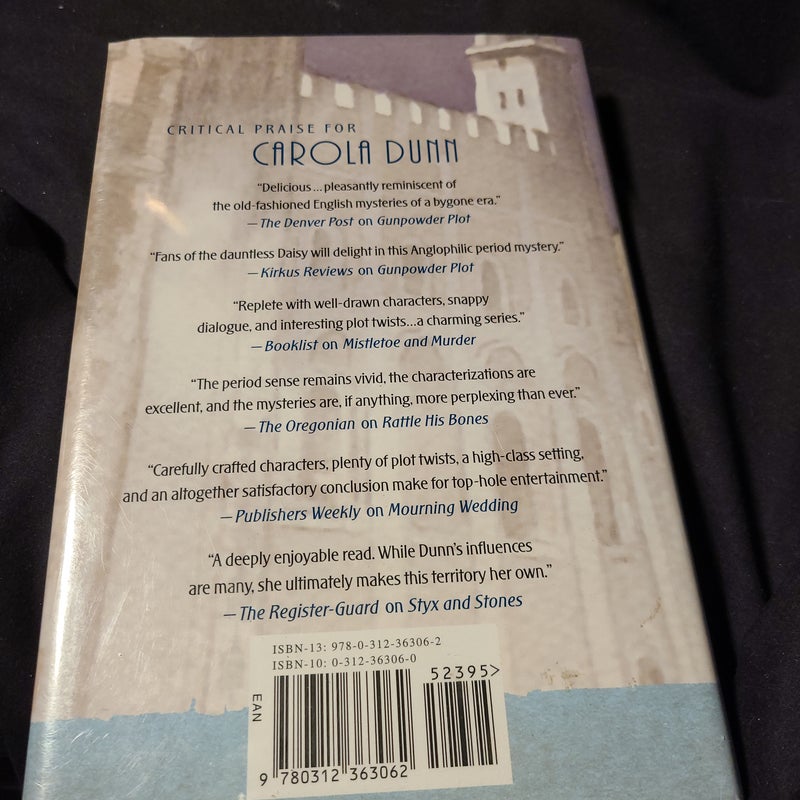 CRITICAL PRAISE FOR
CAROLA DUNN
“Delicious...pleasantly reminiscent of
the old-fashioned English mysteries of a bygone era.”
—The Denver Post on Gunpowder Plot
“Fans of the dauntless Daisy will delight in this Anglophilic period mystery.”
—Kirkus Reviews on Gunpowder Plot
“Replete with well-drawn characters, snappy
dialogue, and interesting plot twists...a charming series.”
—Booklist on Mistletoe and Murder
“The period sense remains vivid, the characterizations are
excellent, and the mysteries are, if anything, more perplexing than ever.”
—The Oregonian on Rattle His Bones
“Carefully crafted characters, plenty of plot twists, a high-class setting,
and an altogether satisfactory conclusion make for top-hole entertainment.”
—Publishers Weekly on Mourning Wedding
“A deeply enjoyable read. While Dunn’s influences
are many, she ultimately makes this territory her own.”
—The Register-Guard on Styx and Stones
ISBN-13: 978-0-312-36306-2
ISBN-10: 0-312-36306-0
52395>
EAN
9 780312 363062